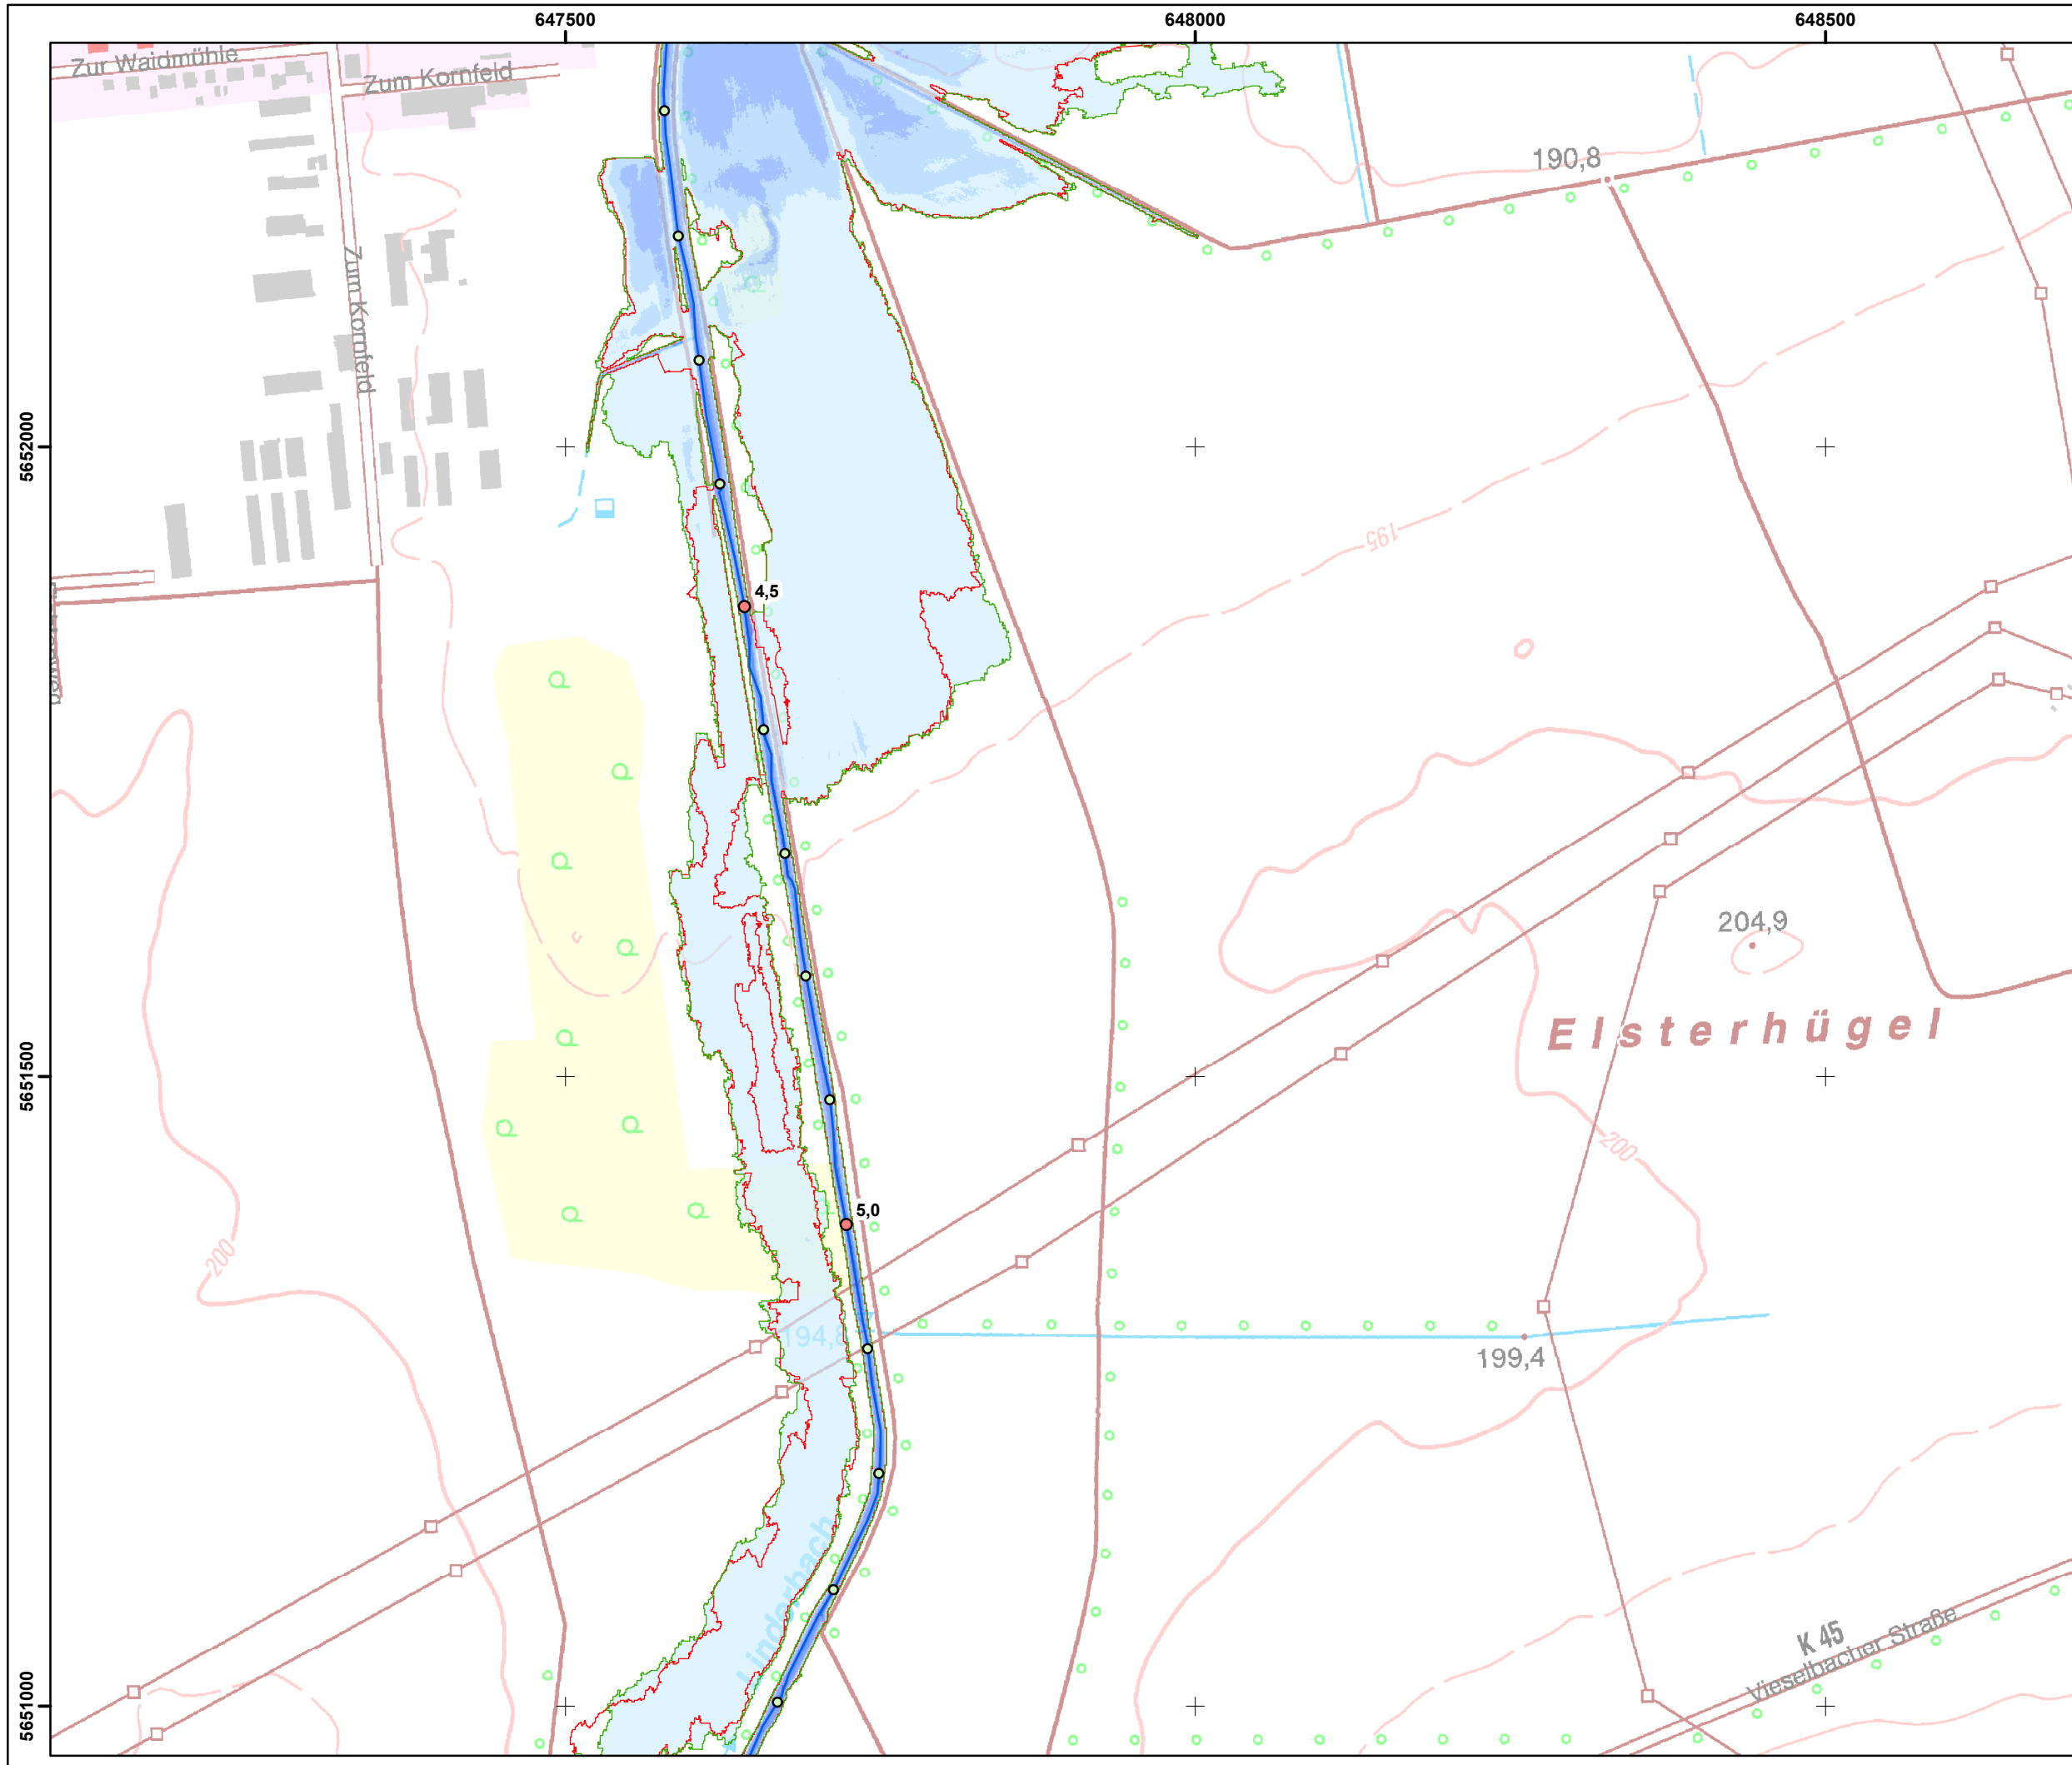 647500
648000
648500
Zur Waidmühle
Zum Kornfeld
190,8
Zum Kornfeld
5652000
195
4,5
204,9
Elsterhügel
5651500
200
5,0
200
194,8
199,4
Linderbach
K 45
Vieselbacher Straße
5651000